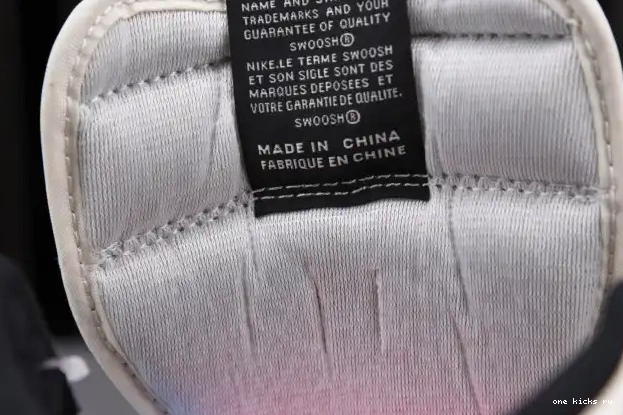 NAME AND
TRADEMARKS AND YOUR
GUARANTEE OF QUALITY
SWOOSH®
NIKE.LE TERME SWOOSH
ET SON SIGLE SONT DES
MARQUES DEPOSEES ET
VOTRE GARANTIE DE QUALITE.
SWOOSH®
MADE IN CHINA
FABRIQUE EN CHINE
one kicks ru